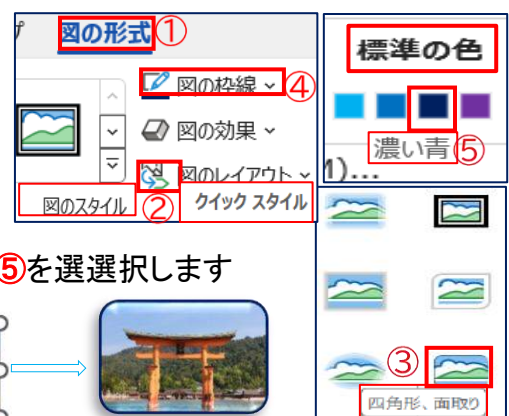 図の形式①
図の枠線④
図の効果
図のレイアウト
図のスタイル
②
クイック スタイル
標準の色
濃い青⑤
)...
⑤を選選択します
③
四角形、面取り